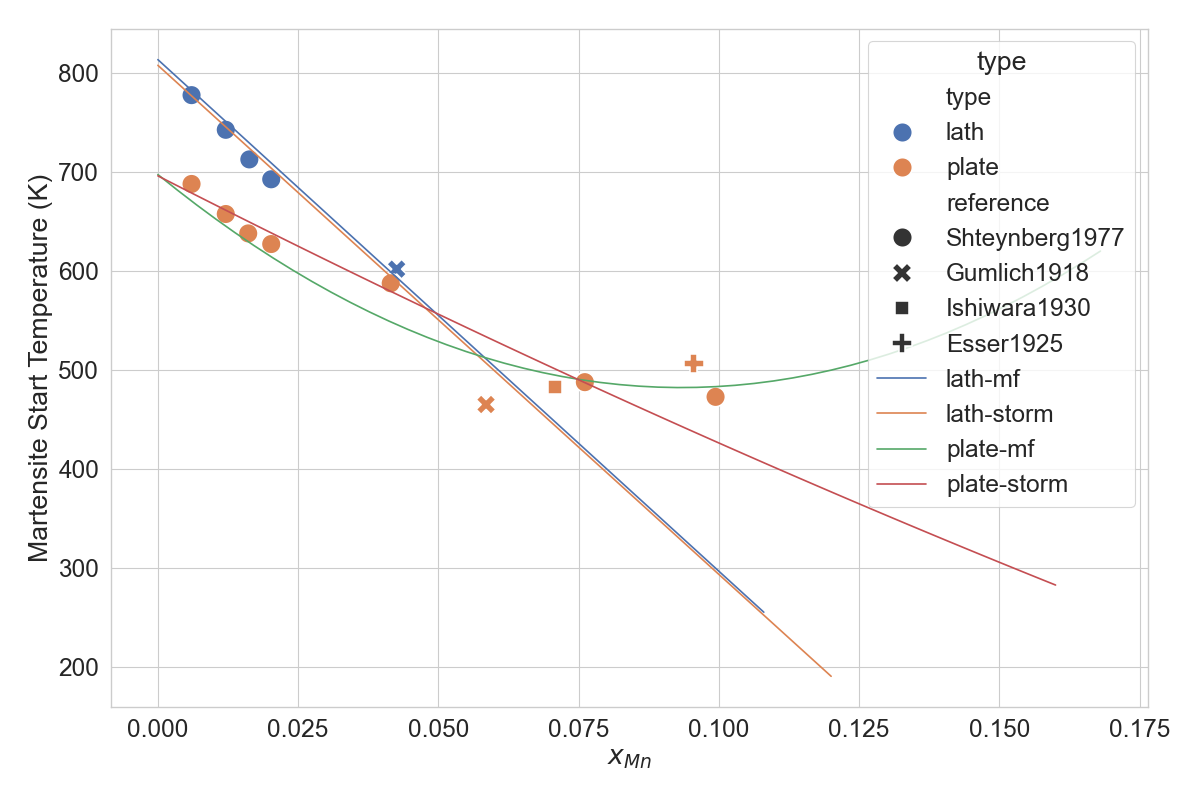 Martensite Start Temperature (K)
800
700
600
500
400
300
200
0.000 0.025 0.050 0.075 0.100 0.125 0.150 0.175
x_{Mn}
type
type
lath
plate
reference
Shteynberg1977
Gumlich1918
Ishiwara1930
Esser1925
lath-mf
lath-storm
plate-mf
plate-storm